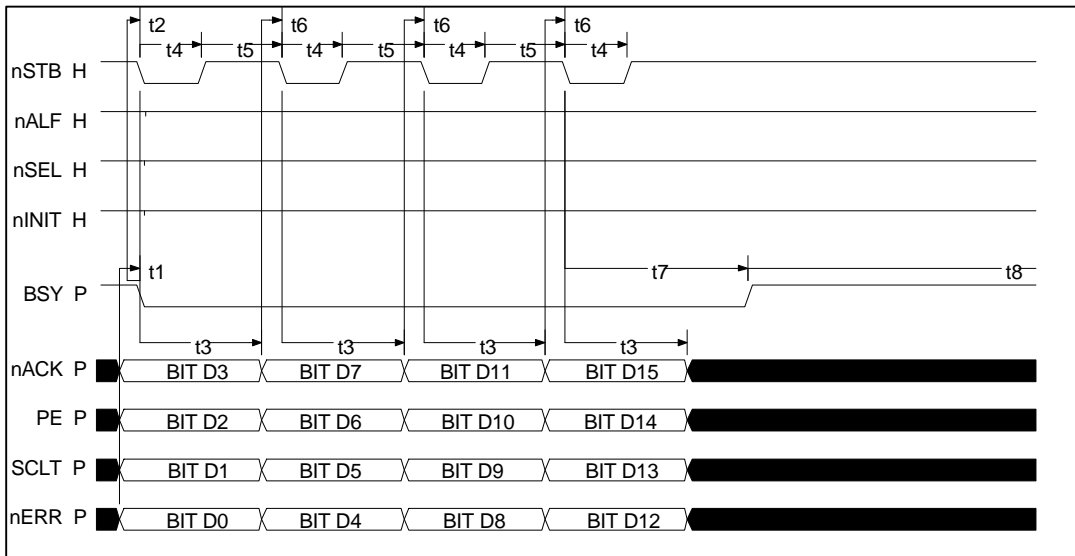 t2 t6 t6 t6
t4 t5 t4 t5 t4 t5 t4
nSTB H
nALF H
nSEL H
nINIT H
t1 t7 t8
BSY P
t3 t3 t3 t3
nACK P BIT D3 BIT D7 BIT D11 BIT D15
PE P BIT D2 BIT D6 BIT D10 BIT D14
SCLT P BIT D1 BIT D5 BIT D9 BIT D13
nERR P BIT D0 BIT D4 BIT D8 BIT D12